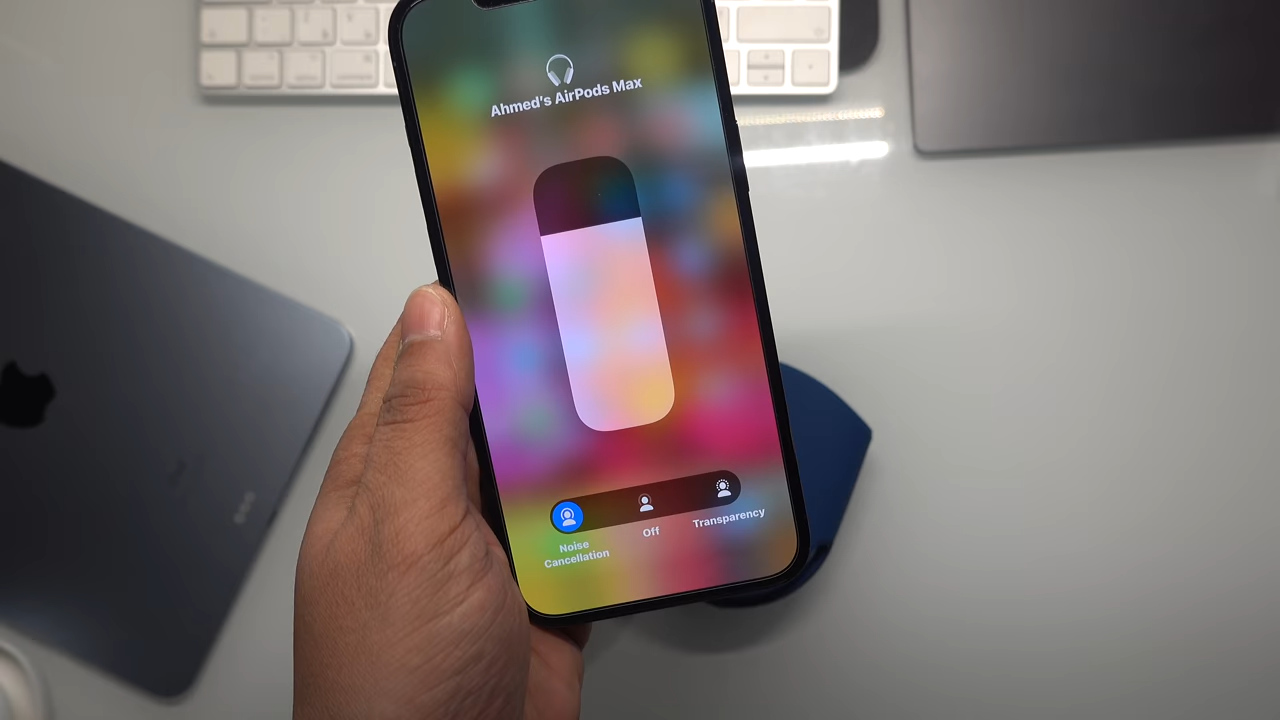 Ahmed's AirPods Max
Noise
Cancellation
Off
Transparency